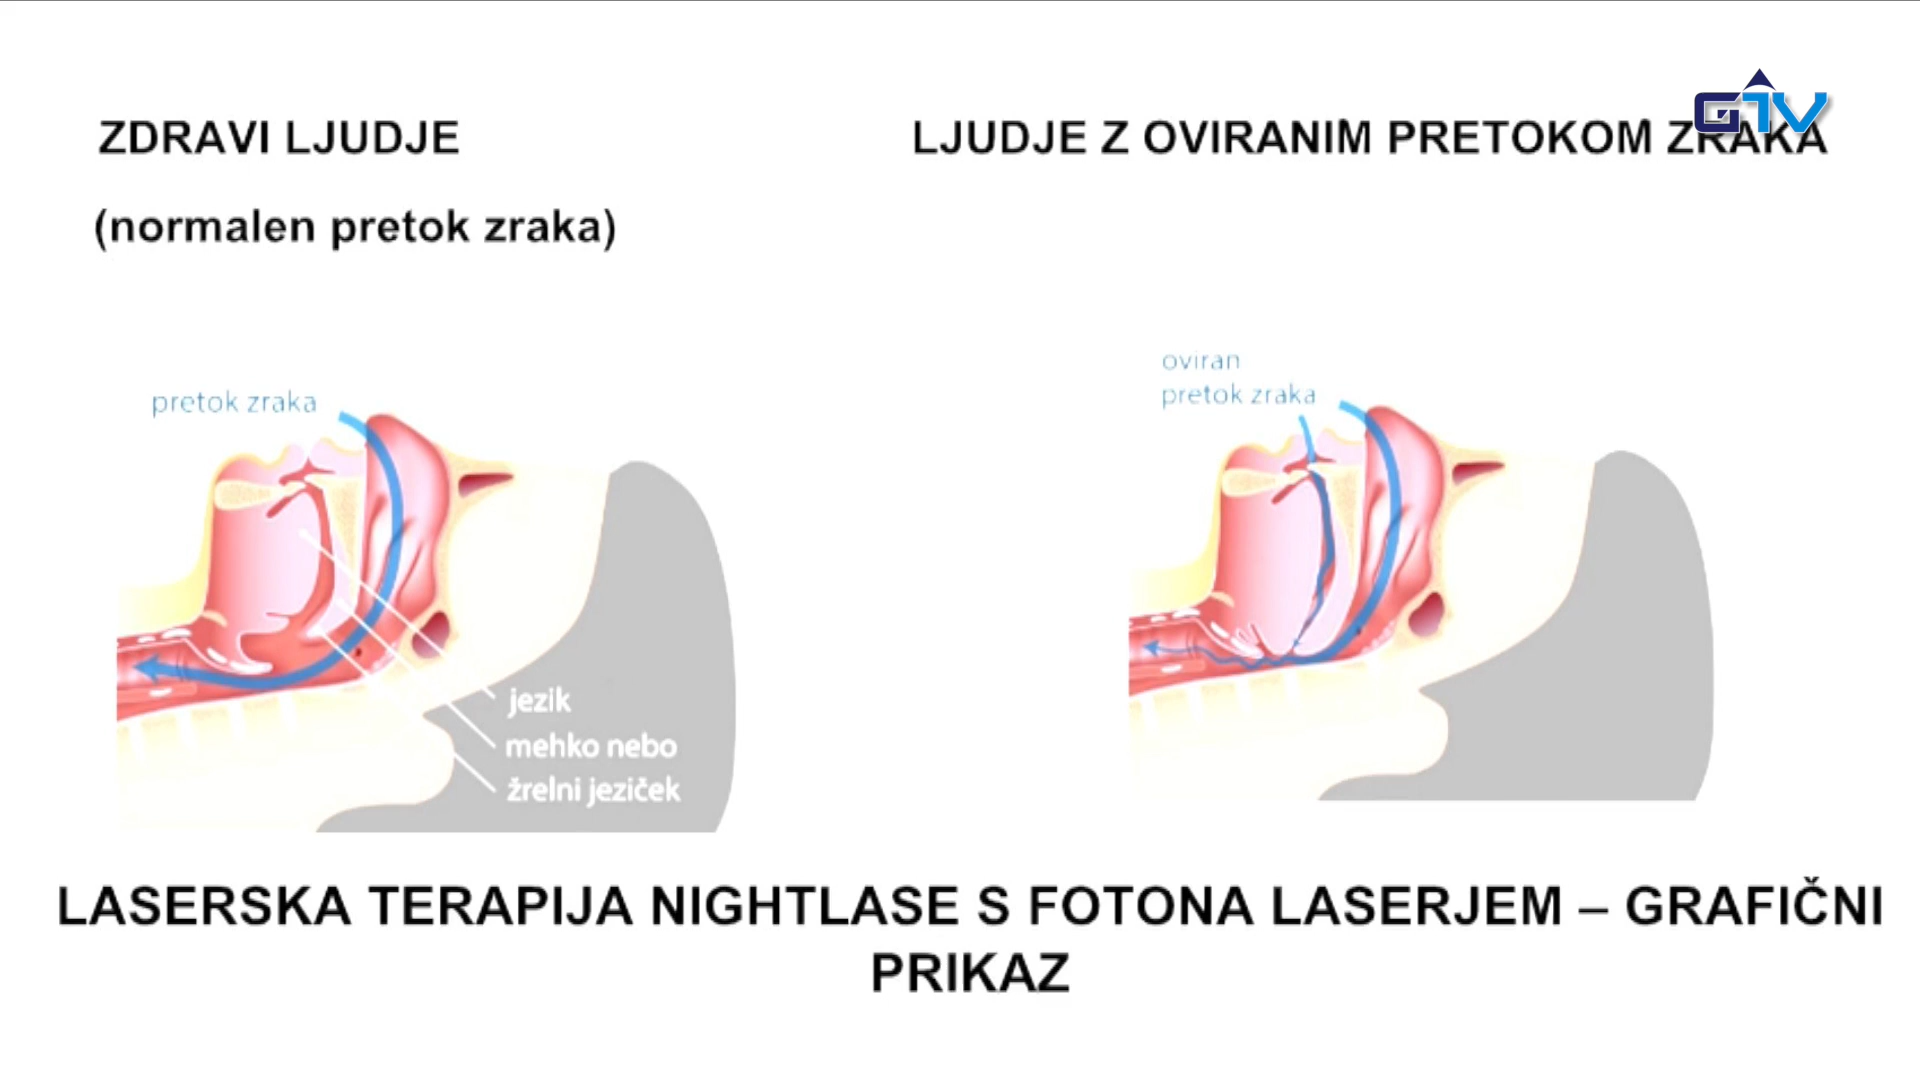 GTV
ZDRAVI LJUDJE
(normalen pretok zraka)
LJUDJE Z OVIRANIM PRETOKOM ZRAKA
pretok zraka
jezik
mehko nebo
žrelni jeziček
oviran
pretok zraka
LASERSKA TERAPIJA NIGHTLASE S FOTONA LASERJEM – GRAFIČNI
PRIKAZ